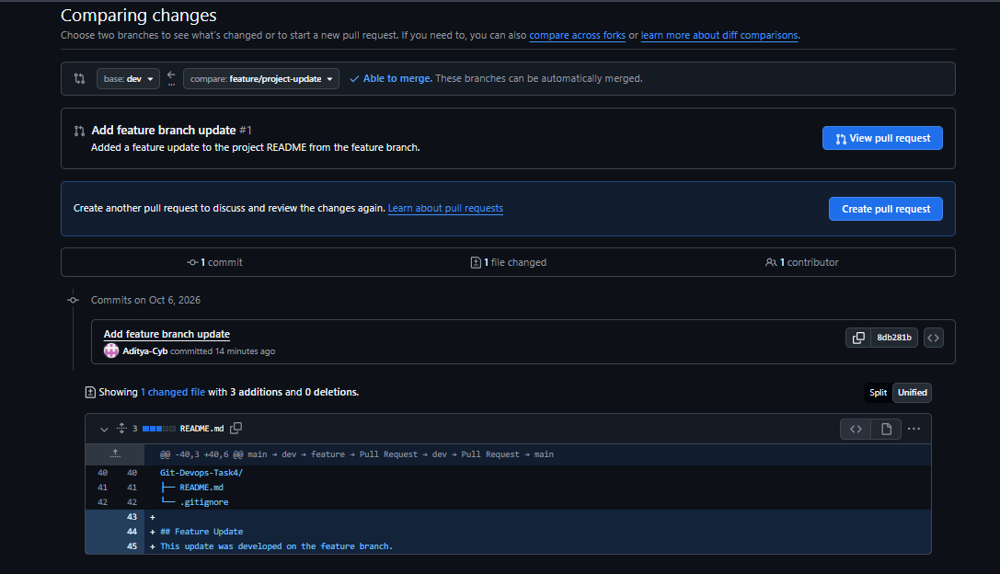 Comparing changes
Choose two branches to see what's changed or to start a new pull request. If you need to, you can also compare across forks or learn more about diff comparisons.
base: dev ← ... compare: feature/project-update ✓ Able to merge. These branches can be automatically merged.
Add feature branch update #1
Added a feature update to the project README from the feature branch.
View pull request
Create another pull request to discuss and review the changes again. Learn about pull requests
Create pull request
1 commit 1 file changed 1 contributor
Commits on Oct 6, 2026
Add feature branch update
Aditya-Cyb committed 14 minutes ago
8db281b
Showing 1 changed file with 3 additions and 0 deletions.
Split Unified
3 README.md
@@ -40,3 +40,6 @@ main → dev → feature → Pull Request → dev → Pull Request → main
40 40 Git-Devops-Task4/
41 41 ├── README.md
42 42 └── .gitignore
43 +
44 + ## Feature Update
45 + This update was developed on the feature branch.